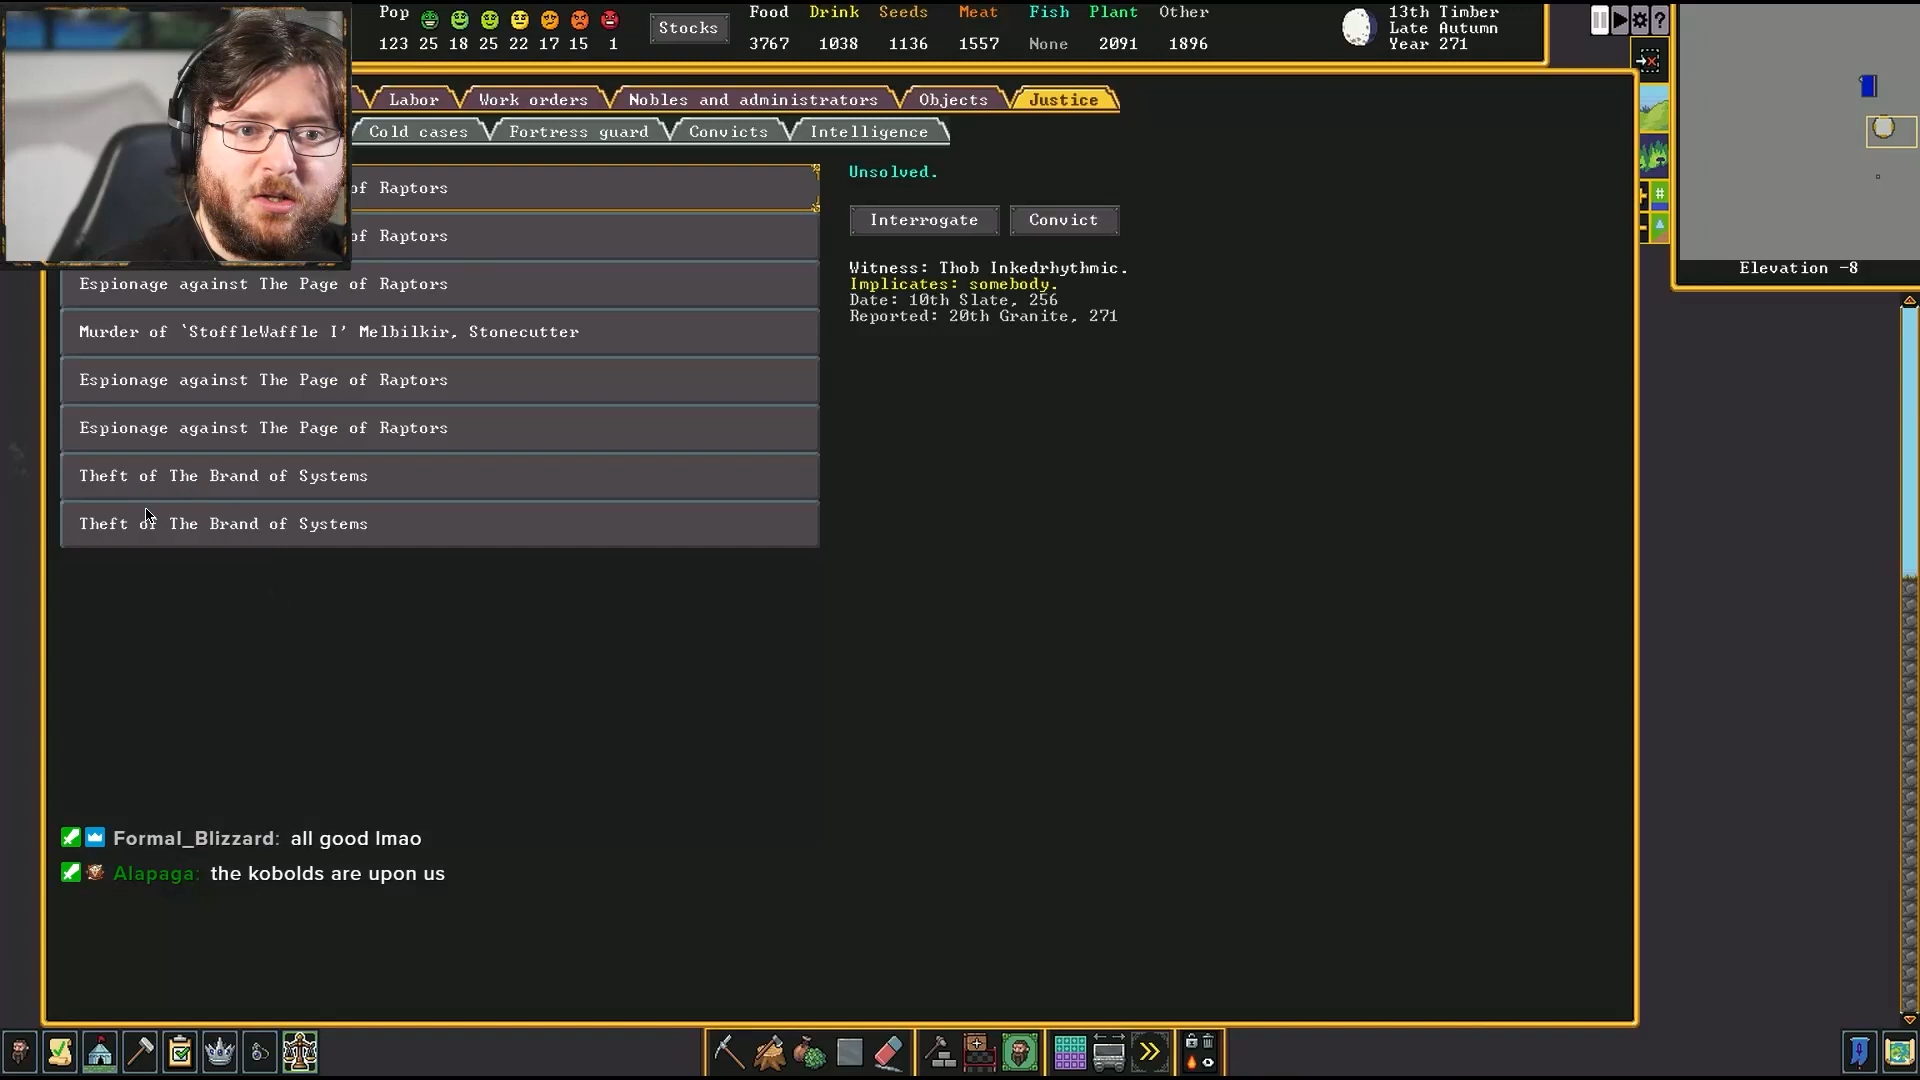 Pop
123 25 18 25 22 17 15 1
Stocks
Food Drink Seeds Meat Fish Plant Other
3767 1038 1136 1557 None 2091 1896
13th Timber
Late Autumn
Year 271
?
Labor Work orders Nobles and administrators Objects Justice
Cold cases Fortress guard Convicts Intelligence
of Raptors
of Raptors
Espionage against The Page of Raptors
Murder of `StoffleWaffle I' Melbilkir, Stonecutter
Espionage against The Page of Raptors
Espionage against The Page of Raptors
Theft of The Brand of Systems
Theft of The Brand of Systems
Unsolved.
Interrogate Convict
Witness: Thob Inkedrhythmic.
Implicates: somebody.
Date: 10th Slate, 256
Reported: 20th Granite, 271
#
Elevation -8
Formal_Blizzard: all good lmao
Alapaga: the kobolds are upon us